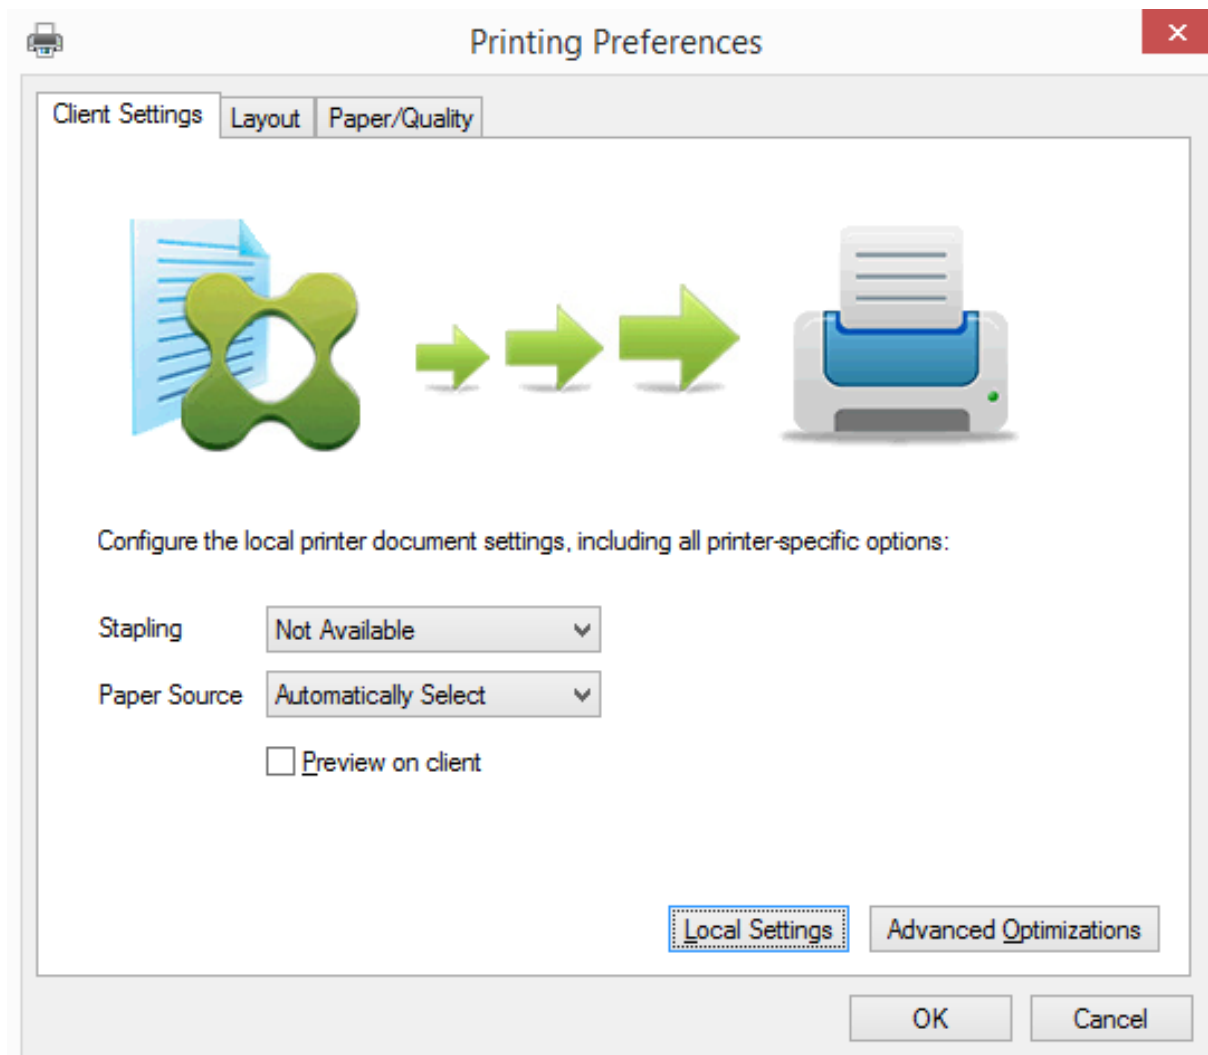 Printing Preferences
Client Settings Layout Paper/Quality
Configure the local printer document settings, including all printer-specific options:
Stapling Not Available
Paper Source Automatically Select
Preview on client
Local Settings Advanced Optimizations
OK Cancel